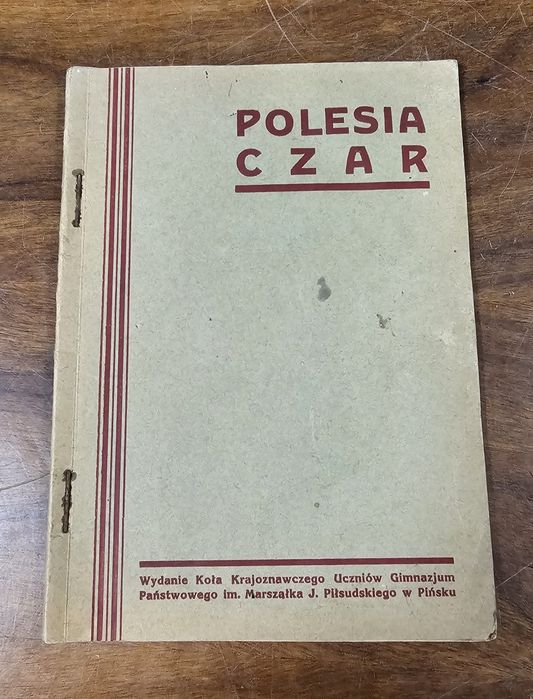 POLESIA
CZAR
Wydanie Koła Krajoznawczego Uczniów Gimnazjum
Państwowego im. Marszałka J. Piłsudskiego w Pińsku